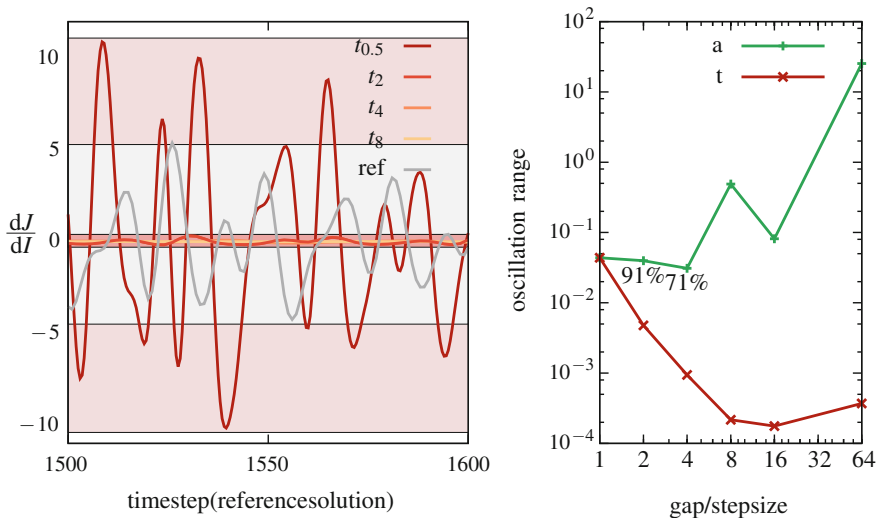 10
5
0
−5
−10
dJ
dI
t0.5
t2
t4
t8
ref
1500
1550
1600
timestep(referencesolution)
10^2
10^1
10^0
10^−1
10^−2
10^−3
10^−4
oscillation range
a
t
91%
71%
1
2
4
8
16
32
64
gap/stepsize